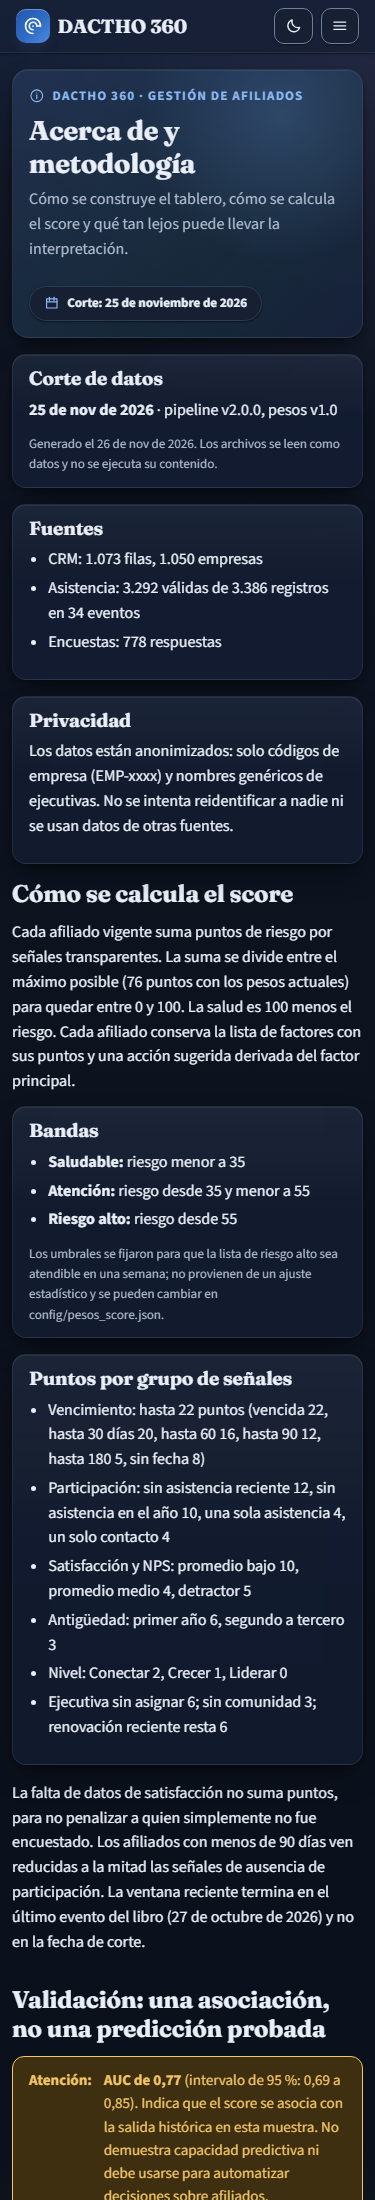 DACTHO 360
DACTHO 360 · GESTIÓN DE AFILIADOS
Acerca de y
metodología
Cómo se construye el tablero, cómo se calcula
el score y qué tan lejos puede llevar la
interpretación.
Corte: 25 de noviembre de 2026
Corte de datos
25 de nov de 2026 · pipeline v2.0.0, pesos v1.0
Generado el 26 de nov de 2026. Los archivos se leen como
datos y no se ejecuta su contenido.
Fuentes
• CRM: 1.073 filas, 1.050 empresas
• Asistencia: 3.292 válidas de 3.386 registros
en 34 eventos
• Encuestas: 778 respuestas
Privacidad
Los datos están anonimizados: solo códigos de
empresa (EMP-xxxx) y nombres genéricos de
ejecutivas. No se intenta reidentificar a nadie ni
se usan datos de otras fuentes.
Cómo se calcula el score
Cada afiliado vigente suma puntos de riesgo por
señales transparentes. La suma se divide entre el
máximo posible (76 puntos con los pesos actuales)
para quedar entre 0 y 100. La salud es 100 menos el
riesgo. Cada afiliado conserva la lista de factores con
sus puntos y una acción sugerida derivada del factor
principal.
Bandas
• Saludable: riesgo menor a 35
• Atención: riesgo desde 35 y menor a 55
• Riesgo alto: riesgo desde 55
Los umbrales se fijaron para que la lista de riesgo alto sea
atendible en una semana; no provienen de un ajuste
estadístico y se pueden cambiar en
config/pesos_score.json.
Puntos por grupo de señales
• Vencimiento: hasta 22 puntos (vencida 22,
hasta 30 días 20, hasta 60 16, hasta 90 12,
hasta 180 5, sin fecha 8)
• Participación: sin asistencia reciente 12, sin
asistencia en el año 10, una sola asistencia 4,
un solo contacto 4
• Satisfacción y NPS: promedio bajo 10,
promedio medio 4, detractor 5
• Antigüedad: primer año 6, segundo a tercero
3
• Nivel: Conectar 2, Crecer 1, Liderar 0
• Ejecutiva sin asignar 6; sin comunidad 3;
renovación reciente resta 6
La falta de datos de satisfacción no suma puntos,
para no penalizar a quien simplemente no fue
encuestado. Los afiliados con menos de 90 días ven
reducidas a la mitad las señales de ausencia de
participación. La ventana reciente termina en el
último evento del libro (27 de octubre de 2026) y no
en la fecha de corte.
Validación: una asociación,
no una predicción probada
Atención: AUC de 0,77 (intervalo de 95 %: 0,69 a
0,85). Indica que el score se asocia con
la salida histórica en esta muestra. No
demuestra capacidad predictiva ni
debe usarse para automatizar
decisiones sobre afiliados.